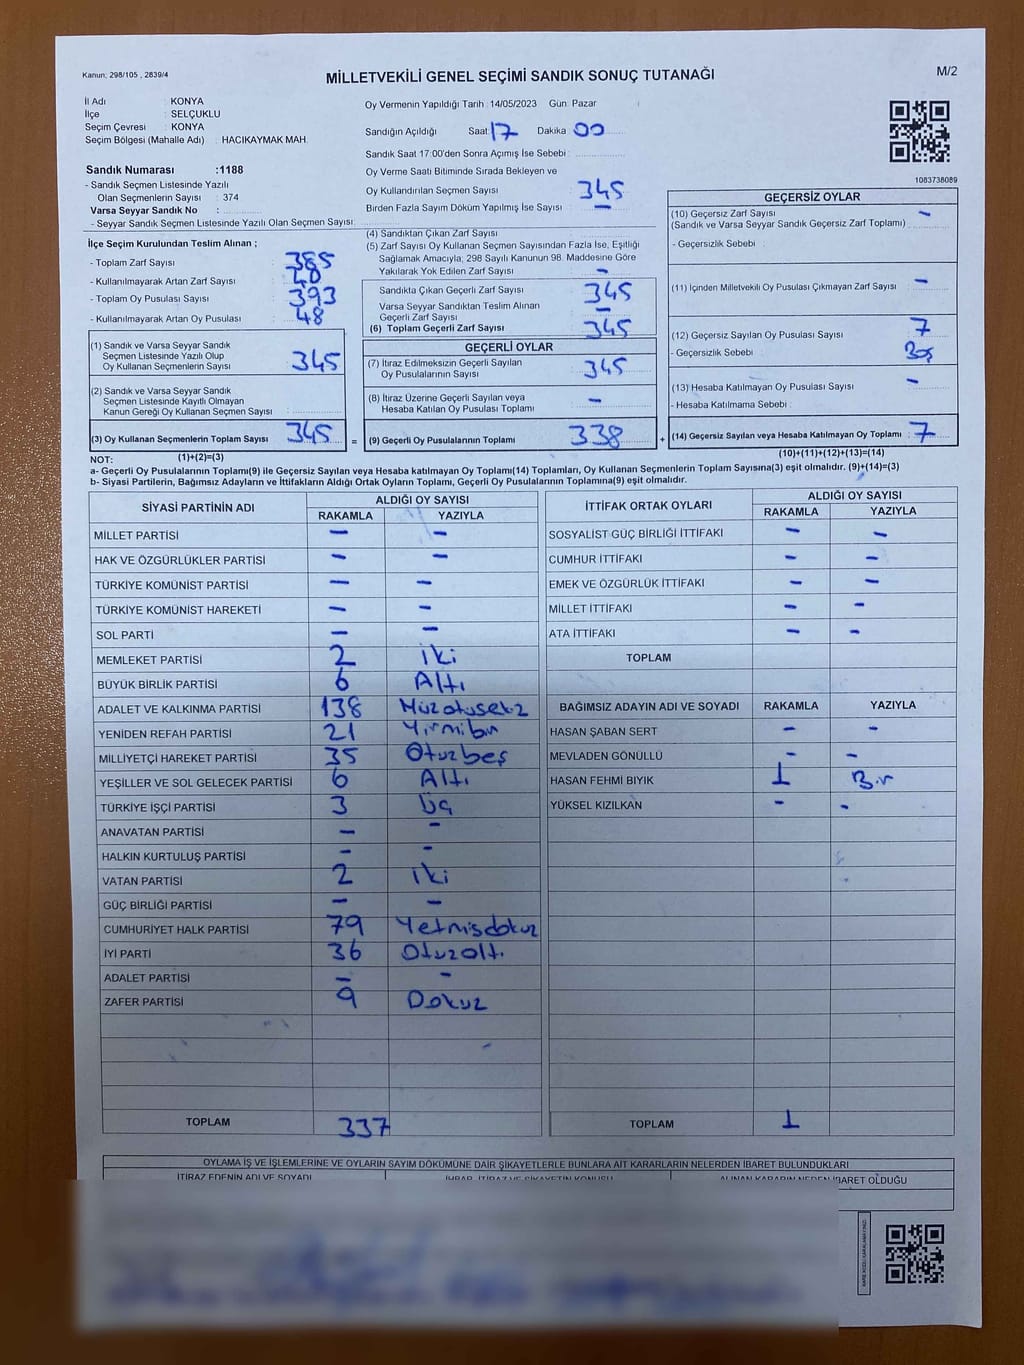 Kanun; 298/105 , 2839/4
MİLLETVEKİLİ GENEL SEÇİMİ SANDIK SONUÇ TUTANAĞI
M/2
İl Adı : KONYA
İlçe : SELÇUKLU
Seçim Çevresi : KONYA
Seçim Bölgesi (Mahalle Adı) : HACIKAYMAK MAH
Oy Vermenin Yapıldığı Tarih : 14/05/2023 Gün: Pazar
Sandığın Açıldığı Saat: 17 Dakika 00
Sandık Saat 17:00'den Sonra Açımış İse Sebebi :
Oy Verme Saati Bitiminde Sırada Bekleyen ve
Oy Kullandırılan Seçmen Sayısı : 345
Birden Fazla Sayım Döküm Yapılmış İse Sayısı : –
1083738089
Sandık Numarası :1188
- Sandık Seçmen Listesinde Yazılı
Olan Seçmenlerin Sayısı : 374
Varsa Seyyar Sandık No :
- Seyyar Sandık Seçmen Listesinde Yazılı Olan Seçmen Sayısı:
İlçe Seçim Kurulundan Teslim Alınan ;
- Toplam Zarf Sayısı : 385
- Kullanılmayarak Artan Zarf Sayısı : 40
- Toplam Oy Pusulası Sayısı : 393
- Kullanılmayarak Artan Oy Pusulası : 48
(4) Sandıktan Çıkan Zarf Sayısı :
(5) Zarf Sayısı Oy Kullanan Seçmen Sayısından Fazla İse, Eşitliği
Sağlamak Amacıyla; 298 Sayılı Kanunun 98. Maddesine Göre
Yakılarak Yok Edilen Zarf Sayısı : –
Sandıkta Çıkan Geçerli Zarf Sayısı : 345
Varsa Seyyar Sandıktan Teslim Alınan
Geçerli Zarf Sayısı : –
(6) Toplam Geçerli Zarf Sayısı : 345
GEÇERSİZ OYLAR
(10) Geçersiz Zarf Sayısı : –
(Sandık ve Varsa Seyyar Sandık Geçersiz Zarf Toplamı)
- Geçersizlik Sebebi :
(11) İçinden Milletvekili Oy Pusulası Çıkmayan Zarf Sayısı : –
(12) Geçersiz Sayılan Oy Pusulası Sayısı : 7
- Geçersizlik Sebebi : Boş
(13) Hesaba Katılmayan Oy Pusulası Sayısı : –
- Hesaba Katılmama Sebebi :
(14) Geçersiz Sayılan veya Hesaba Katılmayan Oy Toplamı : 7
(10)+(11)+(12)+(13)=(14)
(1) Sandık ve Varsa Seyyar Sandık
Seçmen Listesinde Yazılı Olup
Oy Kullanan Seçmenlerin Sayısı : 345
(2) Sandık ve Varsa Seyyar Sandık
Seçmen Listesinde Kayıtlı Olmayan
Kanun Gereği Oy Kullanan Seçmen Sayısı :
(3) Oy Kullanan Seçmenlerin Toplam Sayısı : 345 =
(1)+(2)=(3)
GEÇERLİ OYLAR
(7) İtiraz Edilmeksizin Geçerli Sayılan
Oy Pusulalarının Sayısı : 345
(8) İtiraz Üzerine Geçerli Sayılan veya
Hesaba Katılan Oy Pusulası Toplamı : –
(9) Geçerli Oy Pusulalarının Toplamı : 338 +
NOT:
a- Geçerli Oy Pusulalarının Toplamı(9) ile Geçersiz Sayılan veya Hesaba katılmayan Oy Toplamı(14) Toplamları, Oy Kullanan Seçmenlerin Toplam Sayısına(3) eşit olmalıdır. (9)+(14)=(3)
b- Siyasi Partilerin, Bağımsız Adayların ve İttifakların Aldığı Ortak Oyların Toplamı, Geçerli Oy Pusulalarının Toplamına(9) eşit olmalıdır.
SİYASİ PARTİNİN ADI ALDIĞI OY SAYISI
RAKAMLA YAZIYLA
MİLLET PARTİSİ – –
HAK VE ÖZGÜRLÜKLER PARTİSİ – –
TÜRKİYE KOMÜNİST PARTİSİ – –
TÜRKİYE KOMÜNİST HAREKETİ – –
SOL PARTİ – –
MEMLEKET PARTİSİ 2 iki
BÜYÜK BİRLİK PARTİSİ 6 Altı
ADALET VE KALKINMA PARTİSİ 138 Yüzotuzsekiz
YENİDEN REFAH PARTİSİ 21 Yirmibir
MİLLİYETÇİ HAREKET PARTİSİ 35 Otuzbeş
YEŞİLLER VE SOL GELECEK PARTİSİ 6 Altı
TÜRKİYE İŞÇİ PARTİSİ 3 Üç
ANAVATAN PARTİSİ – –
HALKIN KURTULUŞ PARTİSİ – –
VATAN PARTİSİ 2 iki
GÜÇ BİRLİĞİ PARTİSİ – –
CUMHURİYET HALK PARTİSİ 79 Yetmişdokuz
İYİ PARTİ 36 Otuzaltı
ADALET PARTİSİ – –
ZAFER PARTİSİ 9 Dokuz
TOPLAM 337
İTTİFAK ORTAK OYLARI ALDIĞI OY SAYISI
RAKAMLA YAZIYLA
SOSYALİST GÜÇ BİRLİĞİ İTTİFAKI – –
CUMHUR İTTİFAKI – –
EMEK VE ÖZGÜRLÜK İTTİFAKI – –
MİLLET İTTİFAKI – –
ATA İTTİFAKI – –
TOPLAM
BAĞIMSIZ ADAYIN ADI VE SOYADI RAKAMLA YAZIYLA
HASAN ŞABAN SERT – –
MEVLADEN GÖNÜLLÜ – –
HASAN FEHMİ BIYIK 1 Bir
YÜKSEL KIZILKAN – –
TOPLAM 1
OYLAMA İŞ VE İŞLEMLERİNE VE OYLARIN SAYIM DÖKÜMÜNE DAİR ŞİKAYETLERLE BUNLARA AİT KARARLARIN NELERDEN İBARET BULUNDUKLARI
İTİRAZ EDENİN ADI VE SOYADI İHBAR, İTİRAZ VE ŞİKAYETİN KONUSU ALINAN KARARIN NEDEN İBARET OLDUĞU